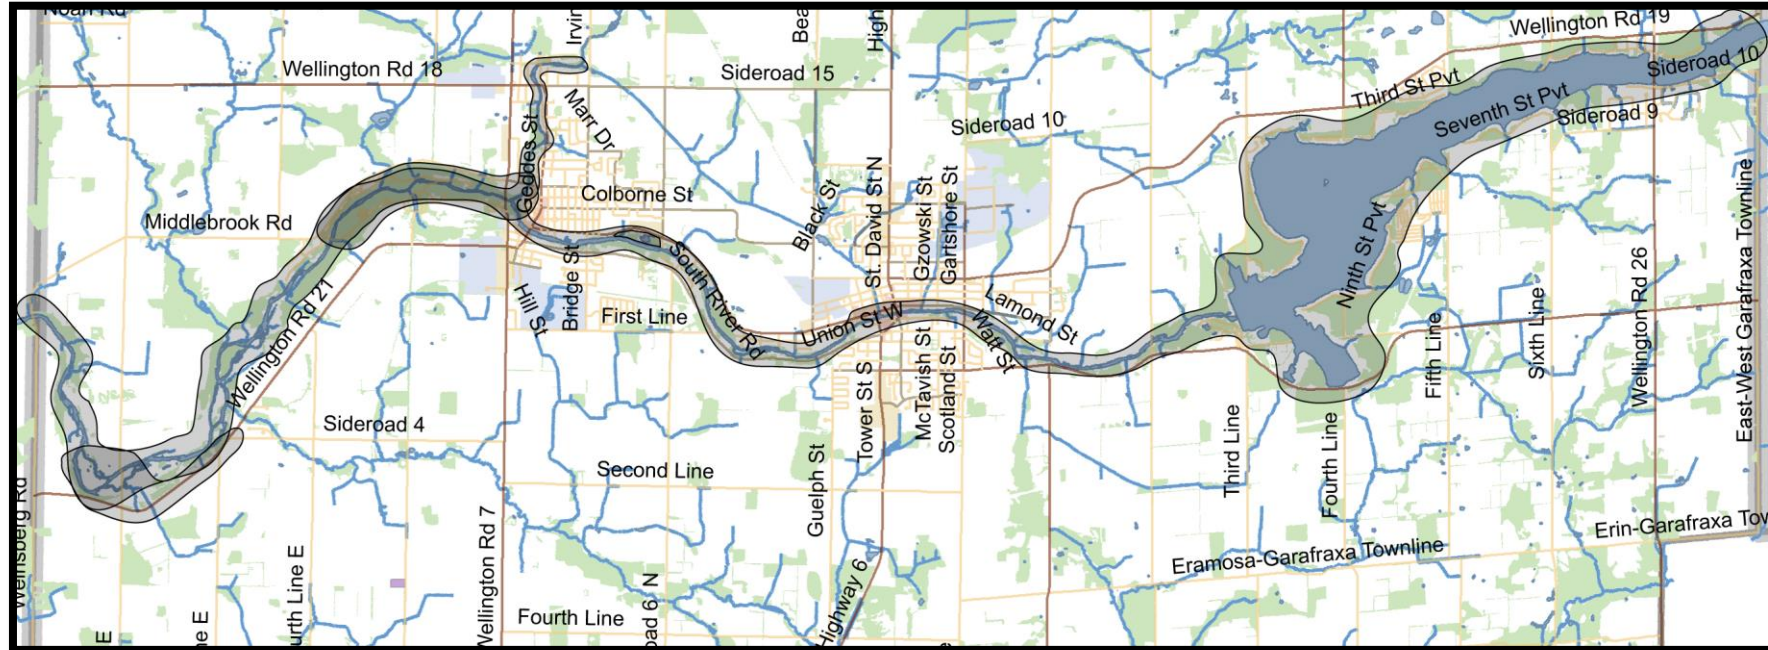 Wellington Rd 19
Wellington Rd 18
Sideroad 15
Sideroad 10
Third St Pvt
Seventh St Pvt
Sideroad 9
Marr Dr
Geddes St
Sideroad 10
Colborne St
Middlebrook Rd
Black St
St. David St N
Gzowski St
Gartshore St
Ninth St Pvt
East-West Garafraxa Townline
South River Rd
Bridge St
Hill St
First Line
Wellington Rd 21
Union St W
Lamond St
Watt St
Fifth Line
Sixth Line
Wellington Rd 26
Tower St S
McTavish St
Scotland St
Sideroad 4
Second Line
Guelph St
Third Line
Fourth Line
Weinsberg Rd
Wellington Rd 7
Erin-Garafraxa Tow
Eramosa-Garafraxa Townline
Highway 6
Fourth Line